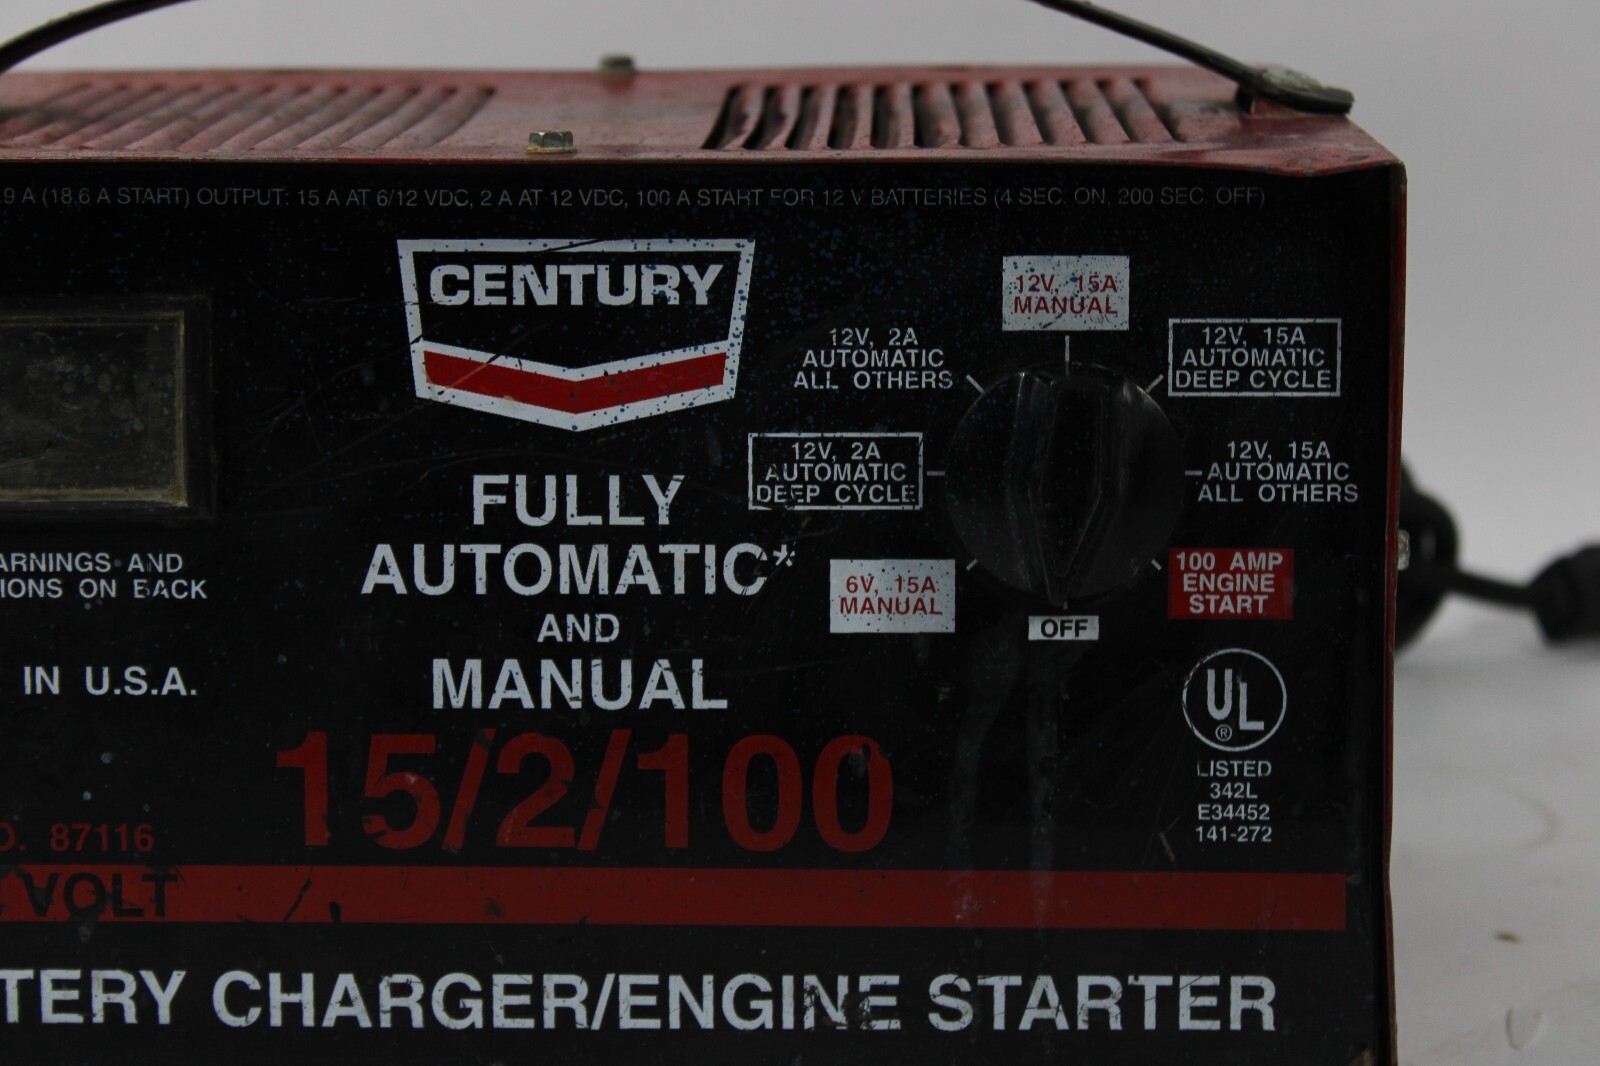 .9 A (18.6 A START) OUTPUT: 15 A AT 6/12 VDC, 2 A AT 12 VDC, 100 A START FOR 12 V BATTERIES (4 SEC. ON, 200 SEC. OFF)
CENTURY
12V, 15A
MANUAL
12V, 2A
AUTOMATIC
ALL OTHERS
12V, 15A
AUTOMATIC
DEEP CYCLE
12V, 2A
AUTOMATIC
DEEP CYCLE
12V, 15A
AUTOMATIC
ALL OTHERS
6V, 15A
MANUAL
100 AMP
ENGINE
START
OFF
FULLY
AUTOMATIC*
AND
MANUAL
ARNINGS AND
IONS ON BACK
IN U.S.A.
15/2/100
O. 87116
VOLT
UL
®
LISTED
342L
E34452
141-272
TTERY CHARGER/ENGINE STARTER